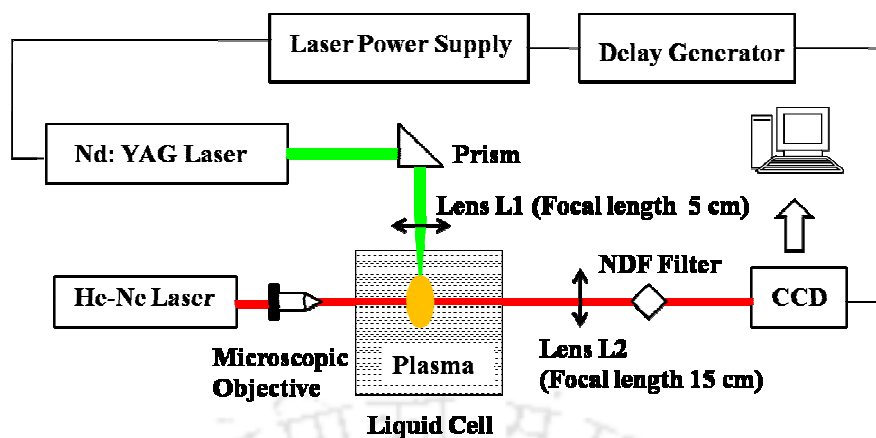 Laser Power Supply
Delay Generator
Nd: YAG Laser
Prism
Lens L1 (Focal length 5 cm)
NDF Filter
He-Ne Laser
CCD
Microscopic
Objective
Plasma
Lens L2
(Focal length 15 cm)
Liquid Cell